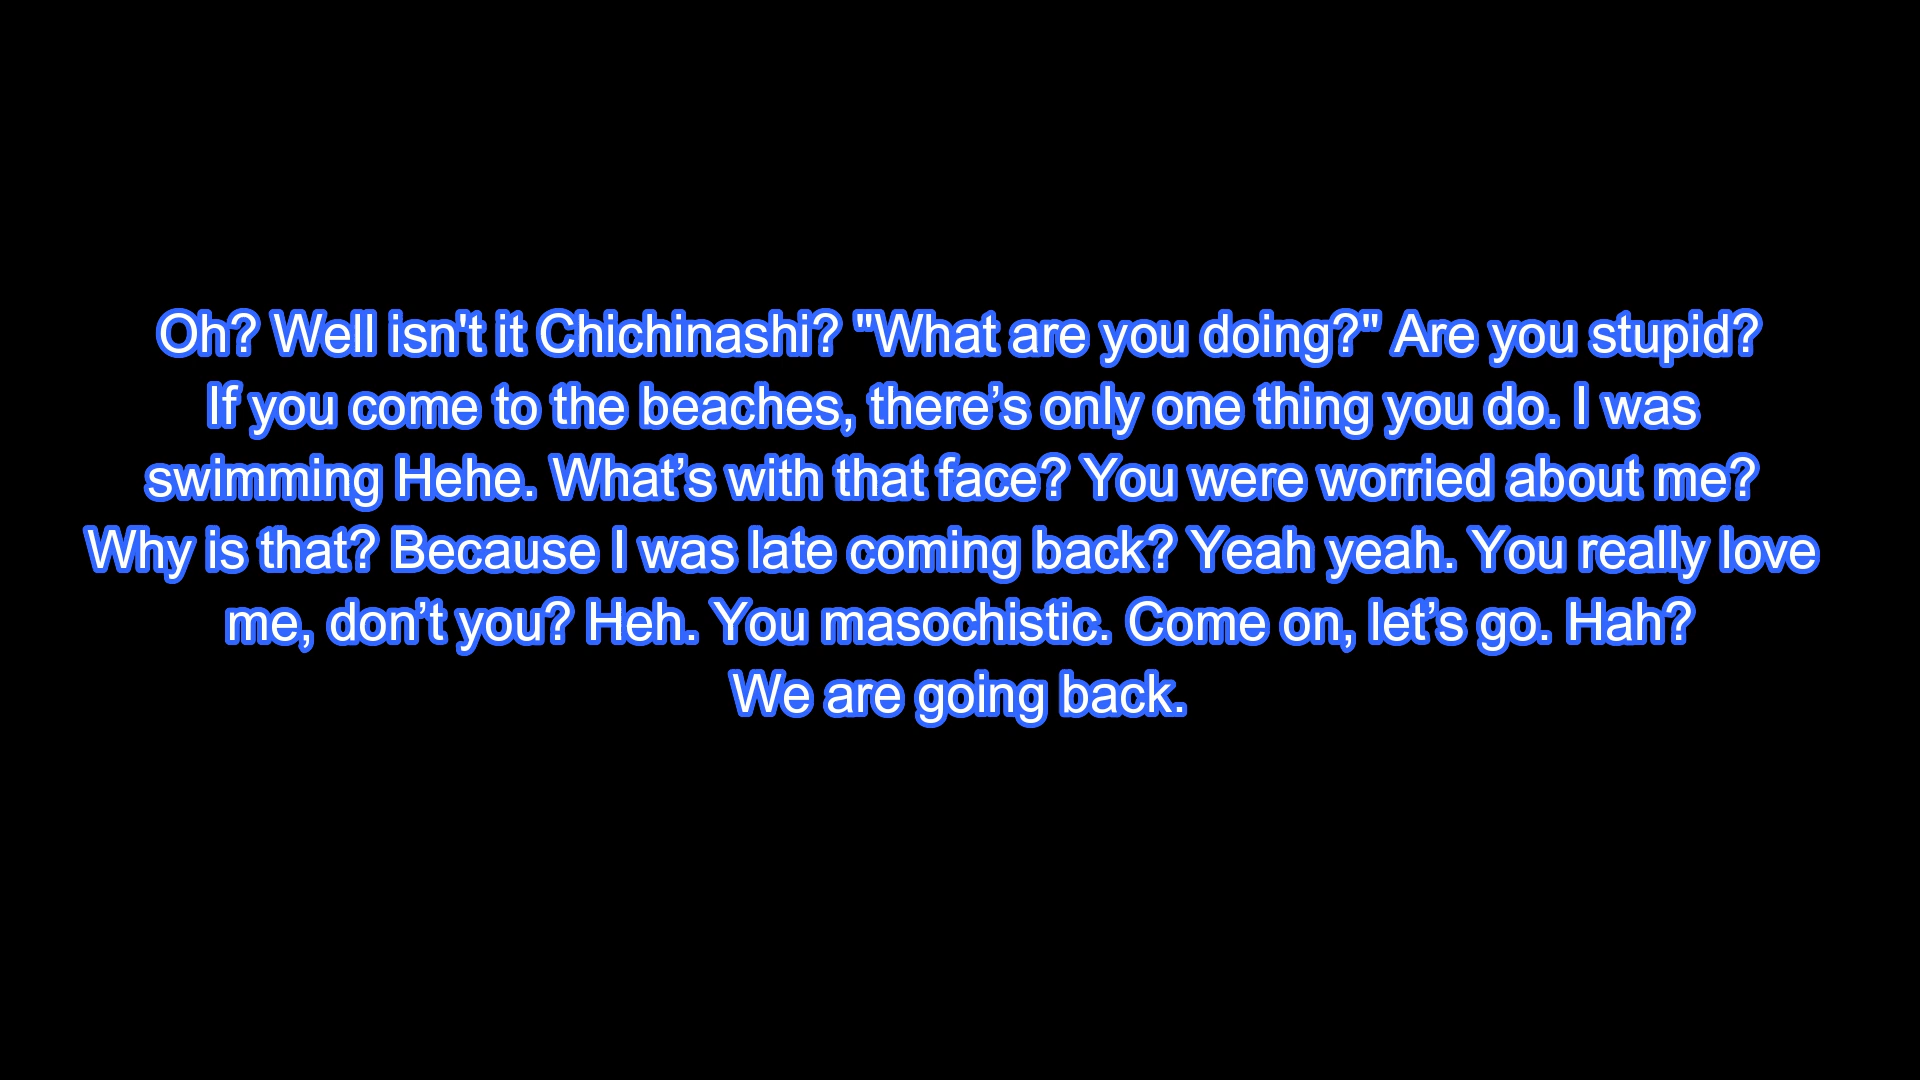 Oh? Well isn't it Chichinashi? "What are you doing?" Are you stupid?
If you come to the beaches, there’s only one thing you do. I was
swimming Hehe. What’s with that face? You were worried about me?
Why is that? Because I was late coming back? Yeah yeah. You really love
me, don’t you? Heh. You masochistic. Come on, let’s go. Hah?
We are going back.